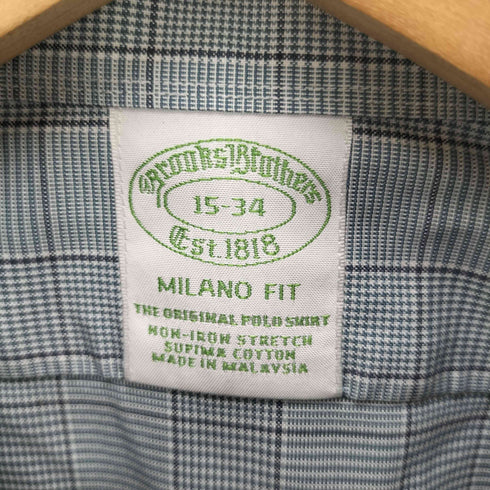 Brooks Brothers
15-34
Est. 1818
MILANO FIT
THE ORIGINAL POLO SHIRT
NON-IRON STRETCH
SUPIMA COTTON
MADE IN MALAYSIA